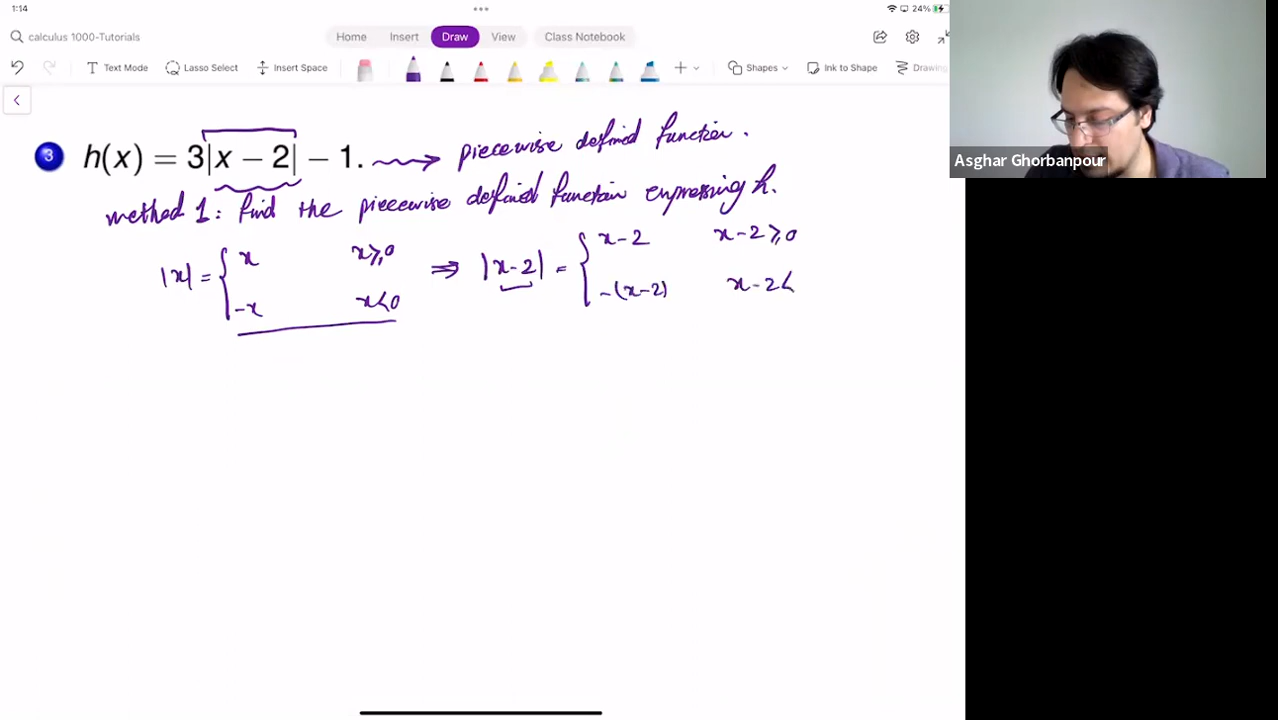 1:14
24%
calculus 1000-Tutorials
Home Insert Draw View Class Notebook
Text Mode Lasso Select Insert Space Shapes Ink to Shape Drawing
3 h(x) = 3|x − 2| − 1. piecewise defined function.
method 1: find the piecewise defined function expressing h.
|x| = { x x⩾0 ⇒ |x-2| = { x-2 x-2⩾0
-x x<0 -(x-2) x-2<
Asghar Ghorbanpour